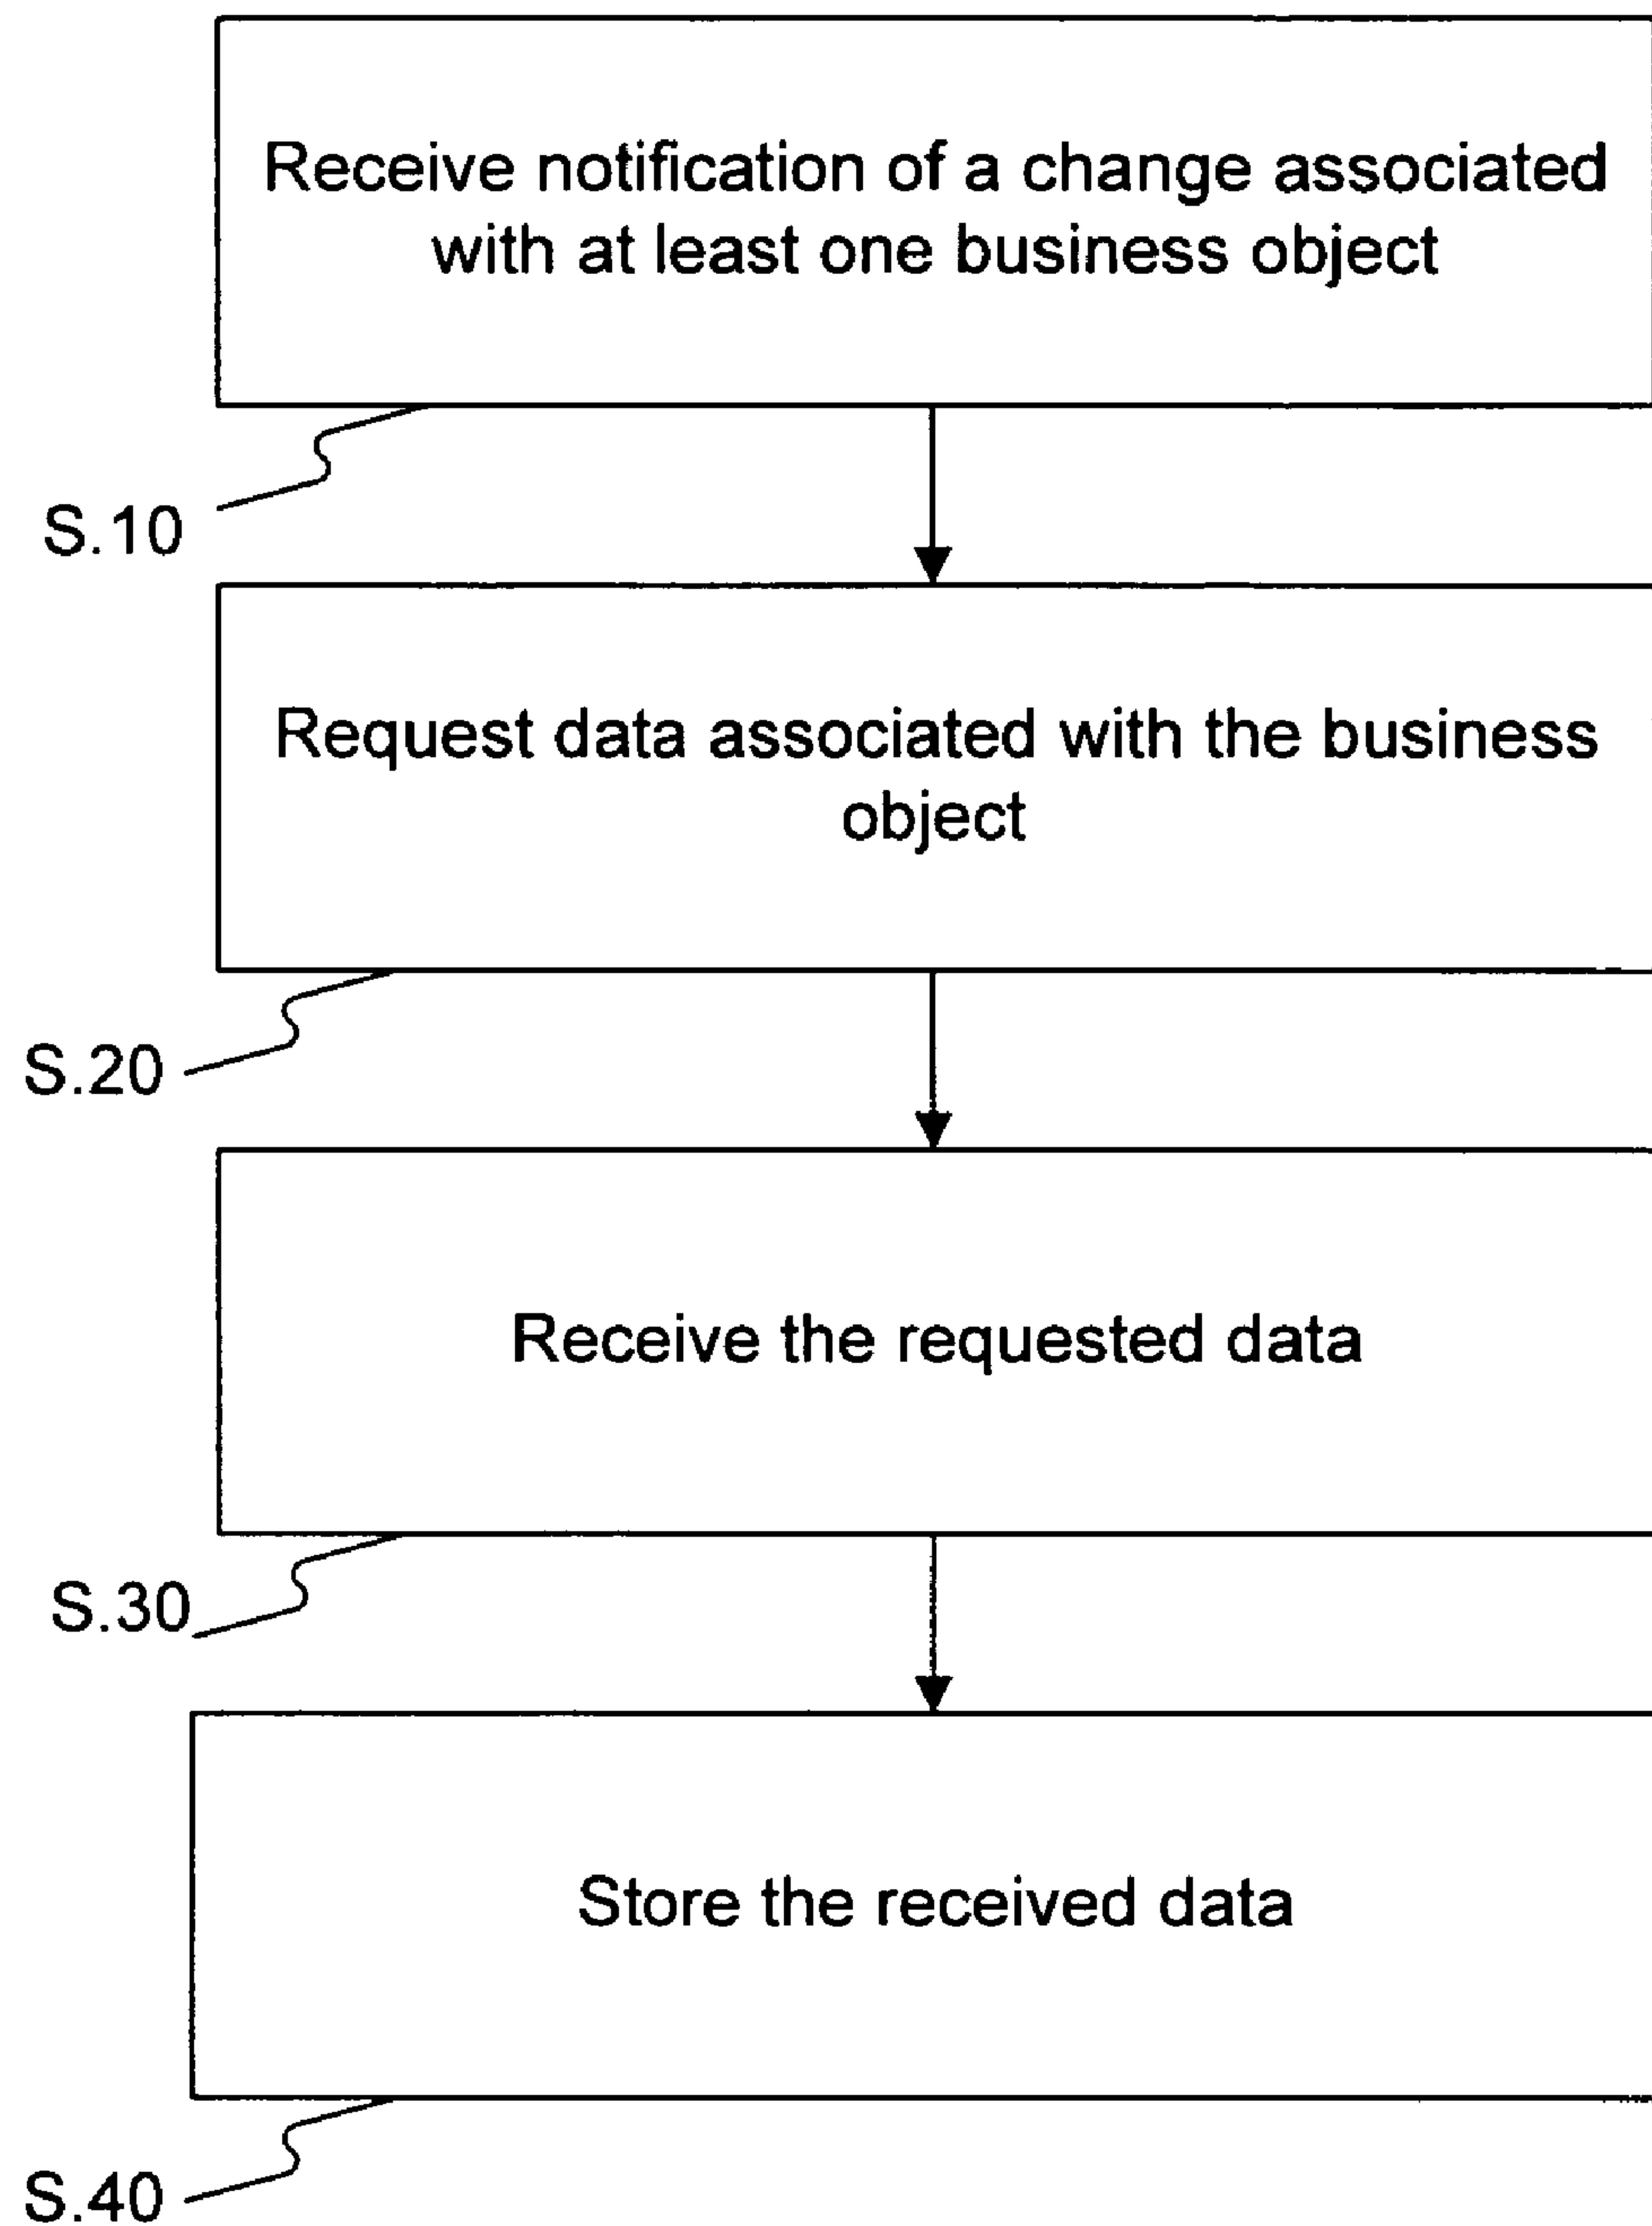 Receive notification of a change associated
with at least one business object
S.10
Request data associated with the business
object
S.20
Receive the requested data
S.30
Store the received data
S.40